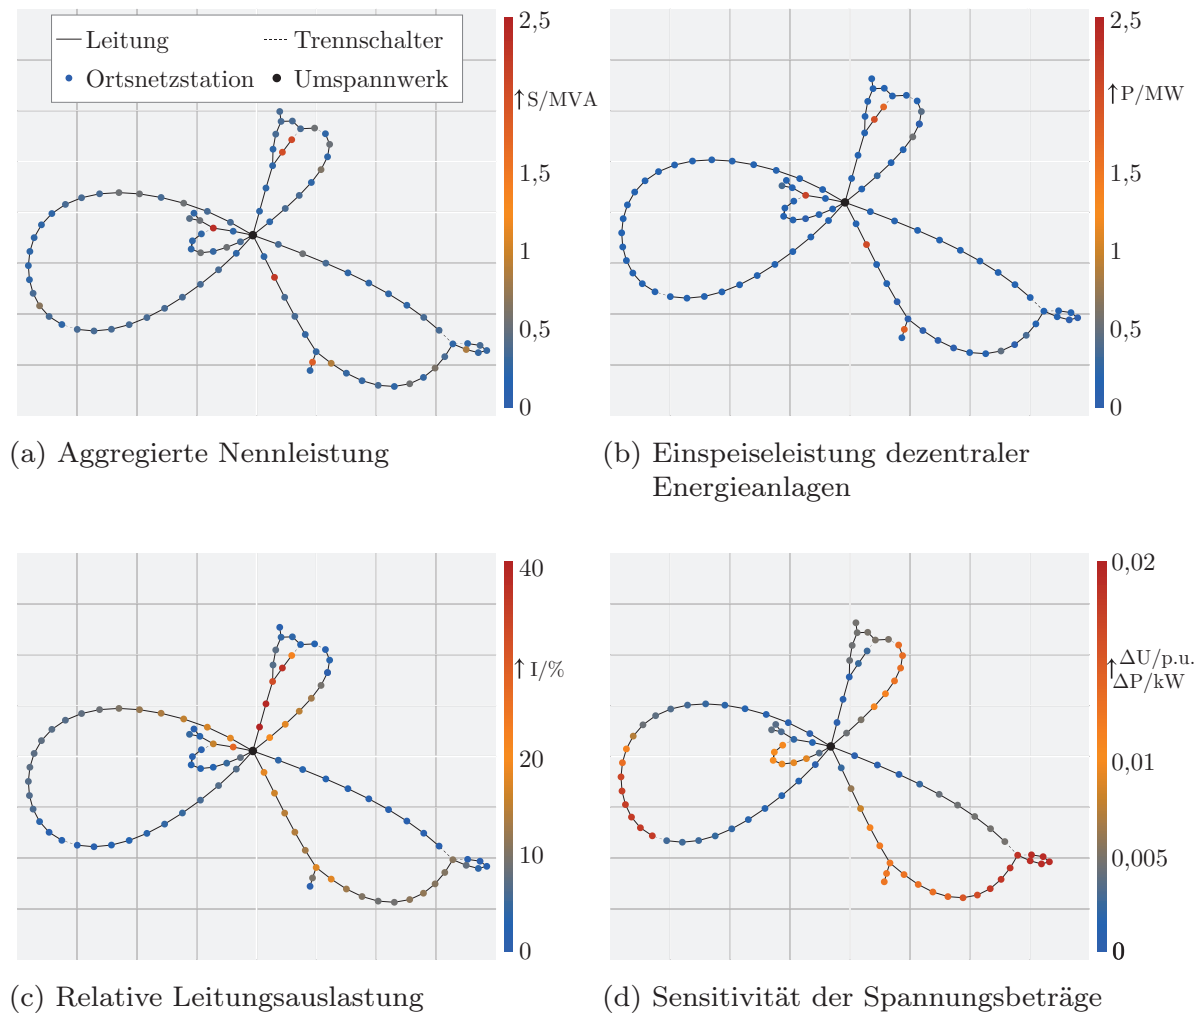 Leitung
Trennschalter
Ortsnetzstation
Umspannwerk
2,5
↑S/MVA
1,5
1
0,5
0
2,5
↑P/MW
1,5
1
0,5
0
(a) Aggregierte Nennleistung
(b) Einspeiseleistung dezentraler
Energieanlagen
40
↑I/%
20
10
0
0,02
↑ΔU/p.u.
ΔP/kW
0,01
0,005
0
(c) Relative Leitungsauslastung
(d) Sensitivität der Spannungsbeträge